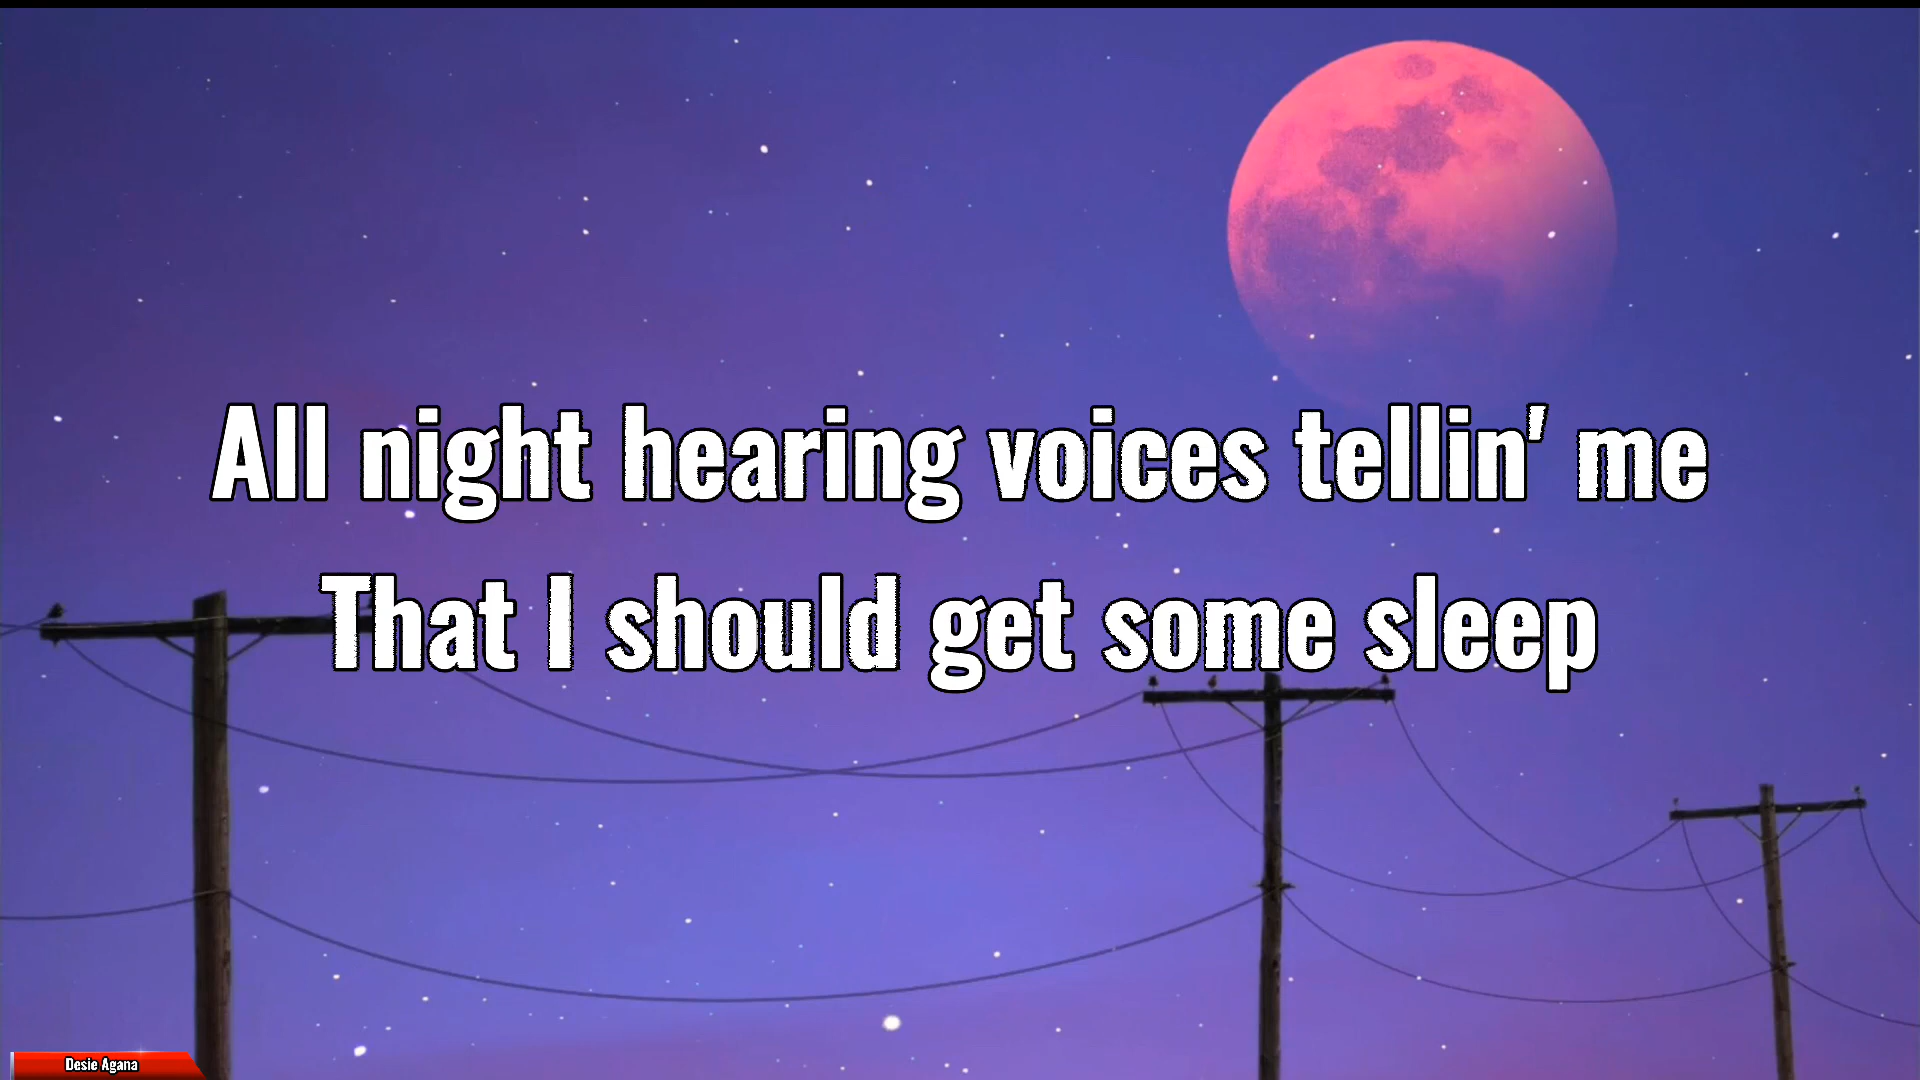 All night hearing voices tellin' me
That I should get some sleep
Desie Agana